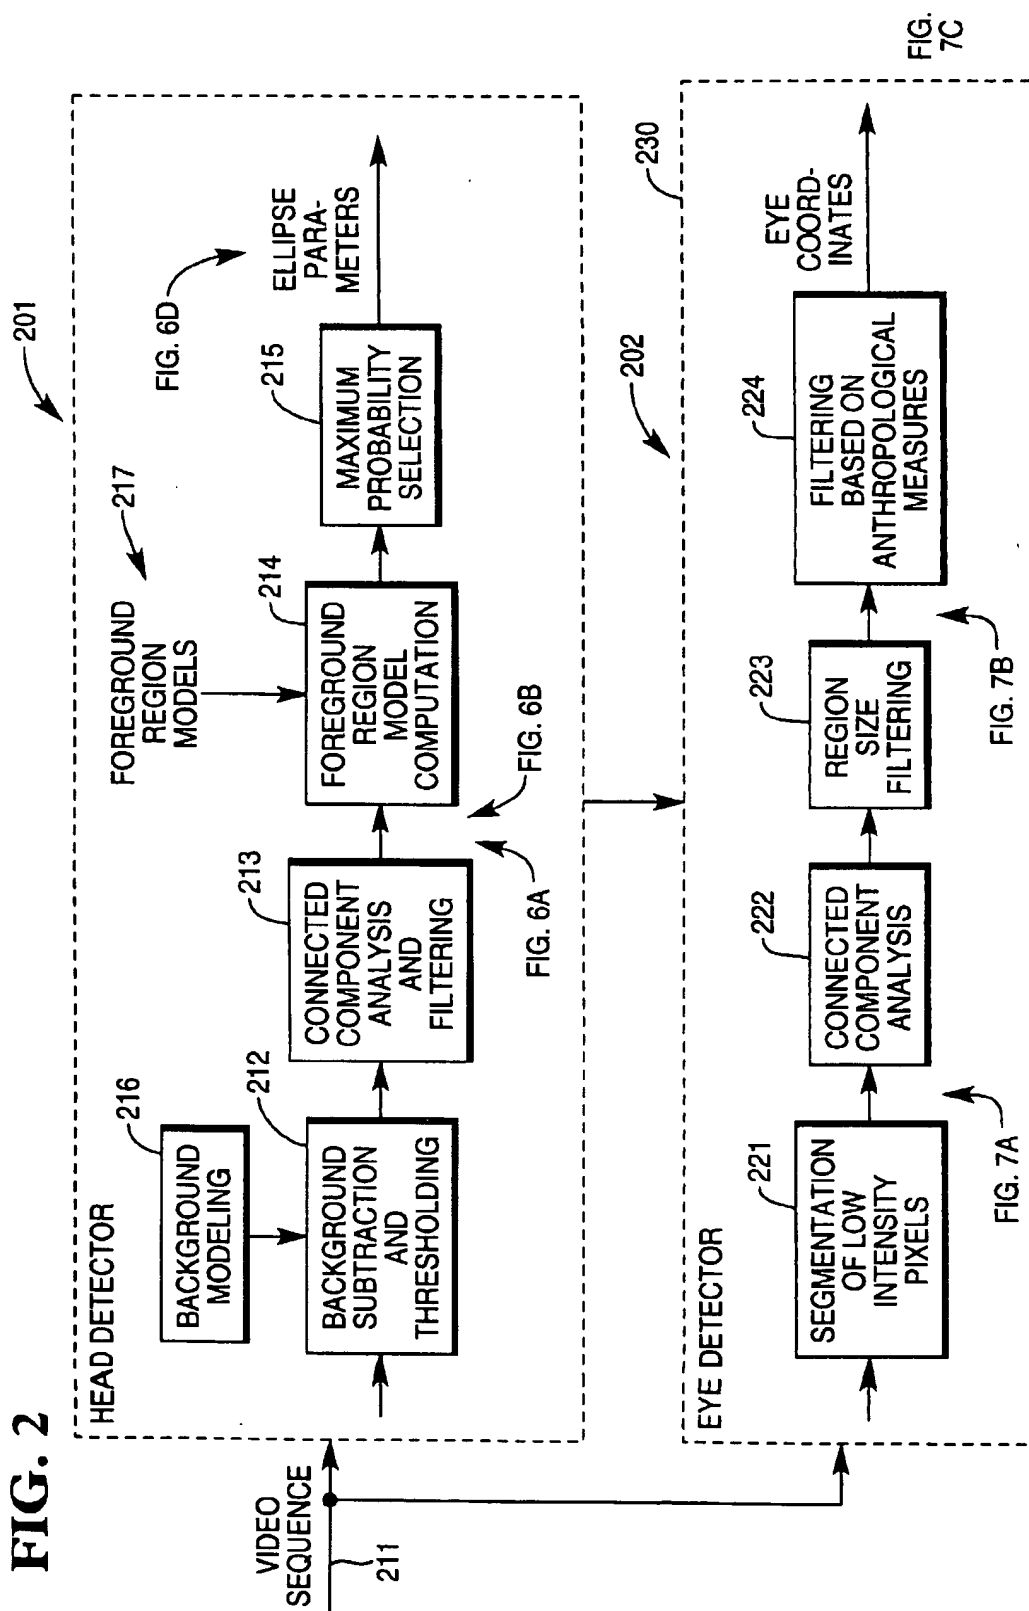 FIG. 2
201
HEAD DETECTOR
FOREGROUND
REGION
MODELS
217
FIG. 6D
ELLIPSE
PARA-
METERS
216
BACKGROUND
MODELING
212
BACKGROUND
SUBTRACTION
AND
THRESHOLDING
213
CONNECTED
COMPONENT
ANALYSIS
AND
FILTERING
214
FOREGROUND
REGION
MODEL
COMPUTATION
215
MAXIMUM
PROBABILITY
SELECTION
FIG. 6A
FIG. 6B
VIDEO
SEQUENCE
211
202
230
EYE DETECTOR
221
SEGMENTATION
OF LOW
INTENSITY
PIXELS
222
CONNECTED
COMPONENT
ANALYSIS
223
REGION
SIZE
FILTERING
224
FILTERING
BASED ON
ANTHROPOLOGICAL
MEASURES
EYE
COORD-
INATES
FIG. 7A
FIG. 7B
FIG.
7C